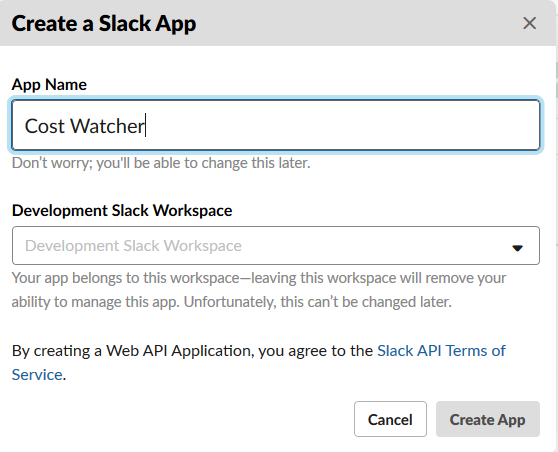 Create a Slack App
App Name
Cost Watcher
Don’t worry; you'll be able to change this later.
Development Slack Workspace
Development Slack Workspace
Your app belongs to this workspace—leaving this workspace will remove your
ability to manage this app. Unfortunately, this can’t be changed later.
By creating a Web API Application, you agree to the Slack API Terms of
Service.
Cancel Create App